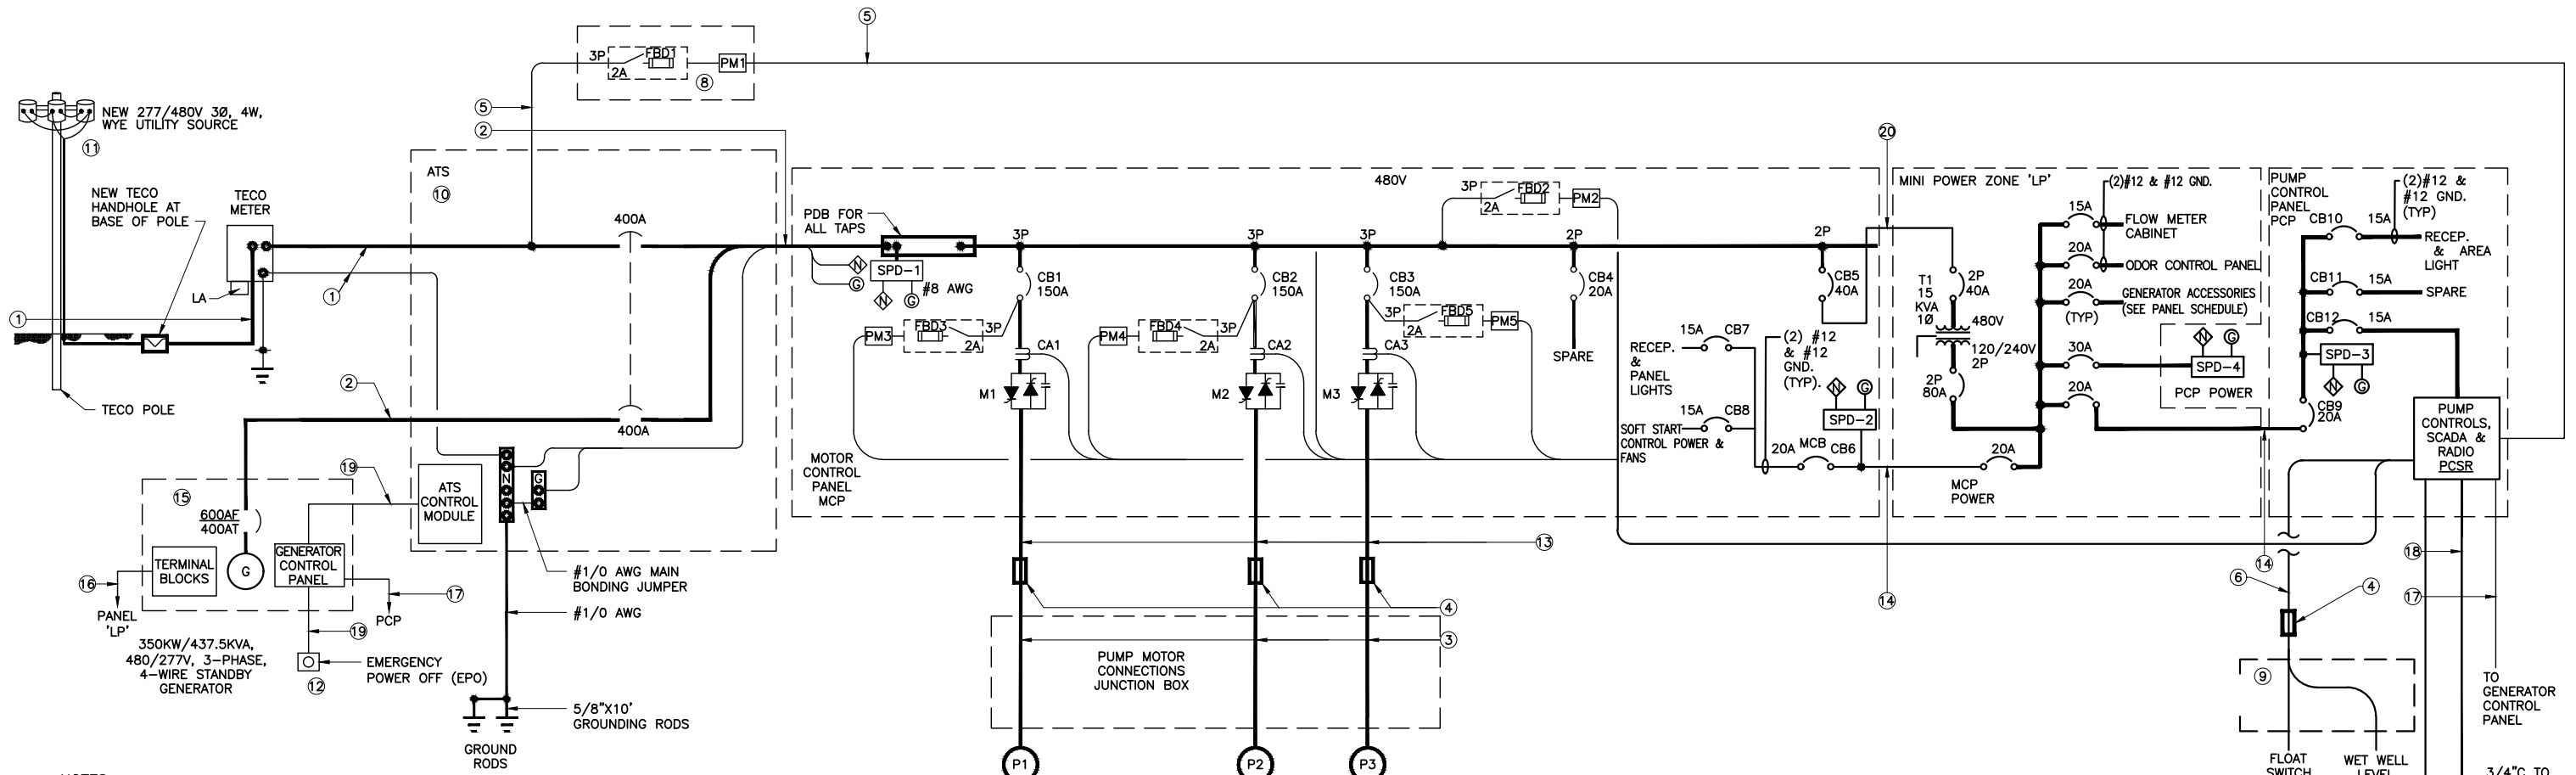 5
3P
FBD1
2A
PM1
8
5
2
NEW 277/480V 3Ø, 4W,
WYE UTILITY SOURCE
11
NEW TECO
HANDHOLE AT
BASE OF POLE
TECO
METER
LA
1
1
TECO POLE
ATS
10
400A
400A
2
19
ATS
CONTROL
MODULE
N
G
15
600AF
400AT
TERMINAL
BLOCKS
G
GENERATOR
CONTROL
PANEL
16
PANEL
'LP'
17
PCP
19
350KW/437.5KVA,
480/277V, 3-PHASE,
4-WIRE STANDBY
GENERATOR
12
EMERGENCY
POWER OFF (EPO)
#1/0 AWG MAIN
BONDING JUMPER
#1/0 AWG
5/8"X10'
GROUNDING RODS
GROUND
RODS
480V
PDB FOR
ALL TAPS
N
G
SPD-1
N
G
#8 AWG
3P
CB1
150A
PM3
FBD3
3P
2A
CA1
M1
3P
CB2
150A
PM4
FBD4
3P
2A
CA2
M2
3P
CB3
150A
3P
FBD5
2A
PM5
CA3
M3
3P
FBD2
2A
PM2
2P
CB4
20A
SPARE
2P
CB5
40A
MOTOR
CONTROL
PANEL
MCP
RECEP.
&
PANEL
LIGHTS
15A
CB7
(2) #12
& #12
GND.
(TYP).
15A
CB8
SOFT START
CONTROL POWER &
FANS
N
G
SPD-2
20A
MCB
CB6
20
14
13
4
3
PUMP MOTOR
CONNECTIONS
JUNCTION BOX
P1
P2
P3
MINI POWER ZONE 'LP'
T1
15
KVA
1Ø
2P
40A
480V
120/240V
2P
2P
80A
20A
MCP
POWER
(2)#12 & #12 GND.
15A
FLOW METER
CABINET
20A
ODOR CONTROL PANEL
20A
(TYP)
GENERATOR ACCESSORIES
(SEE PANEL SCHEDULE)
30A
N
G
SPD-4
20A
PCP POWER
14
PUMP
CONTROL
PANEL
PCP
(2)#12 &
#12 GND.
(TYP)
CB10
15A
RECEP.
& AREA
LIGHT
CB11
15A
SPARE
CB12
15A
SPD-3
N
G
CB9
20A
PUMP
CONTROLS,
SCADA &
RADIO
PCSR
18
17
6
4
9
TO
GENERATOR
CONTROL
PANEL
FLOAT
SWITCH
WET WELL
LEVEL
3/4"C TO
NOTES